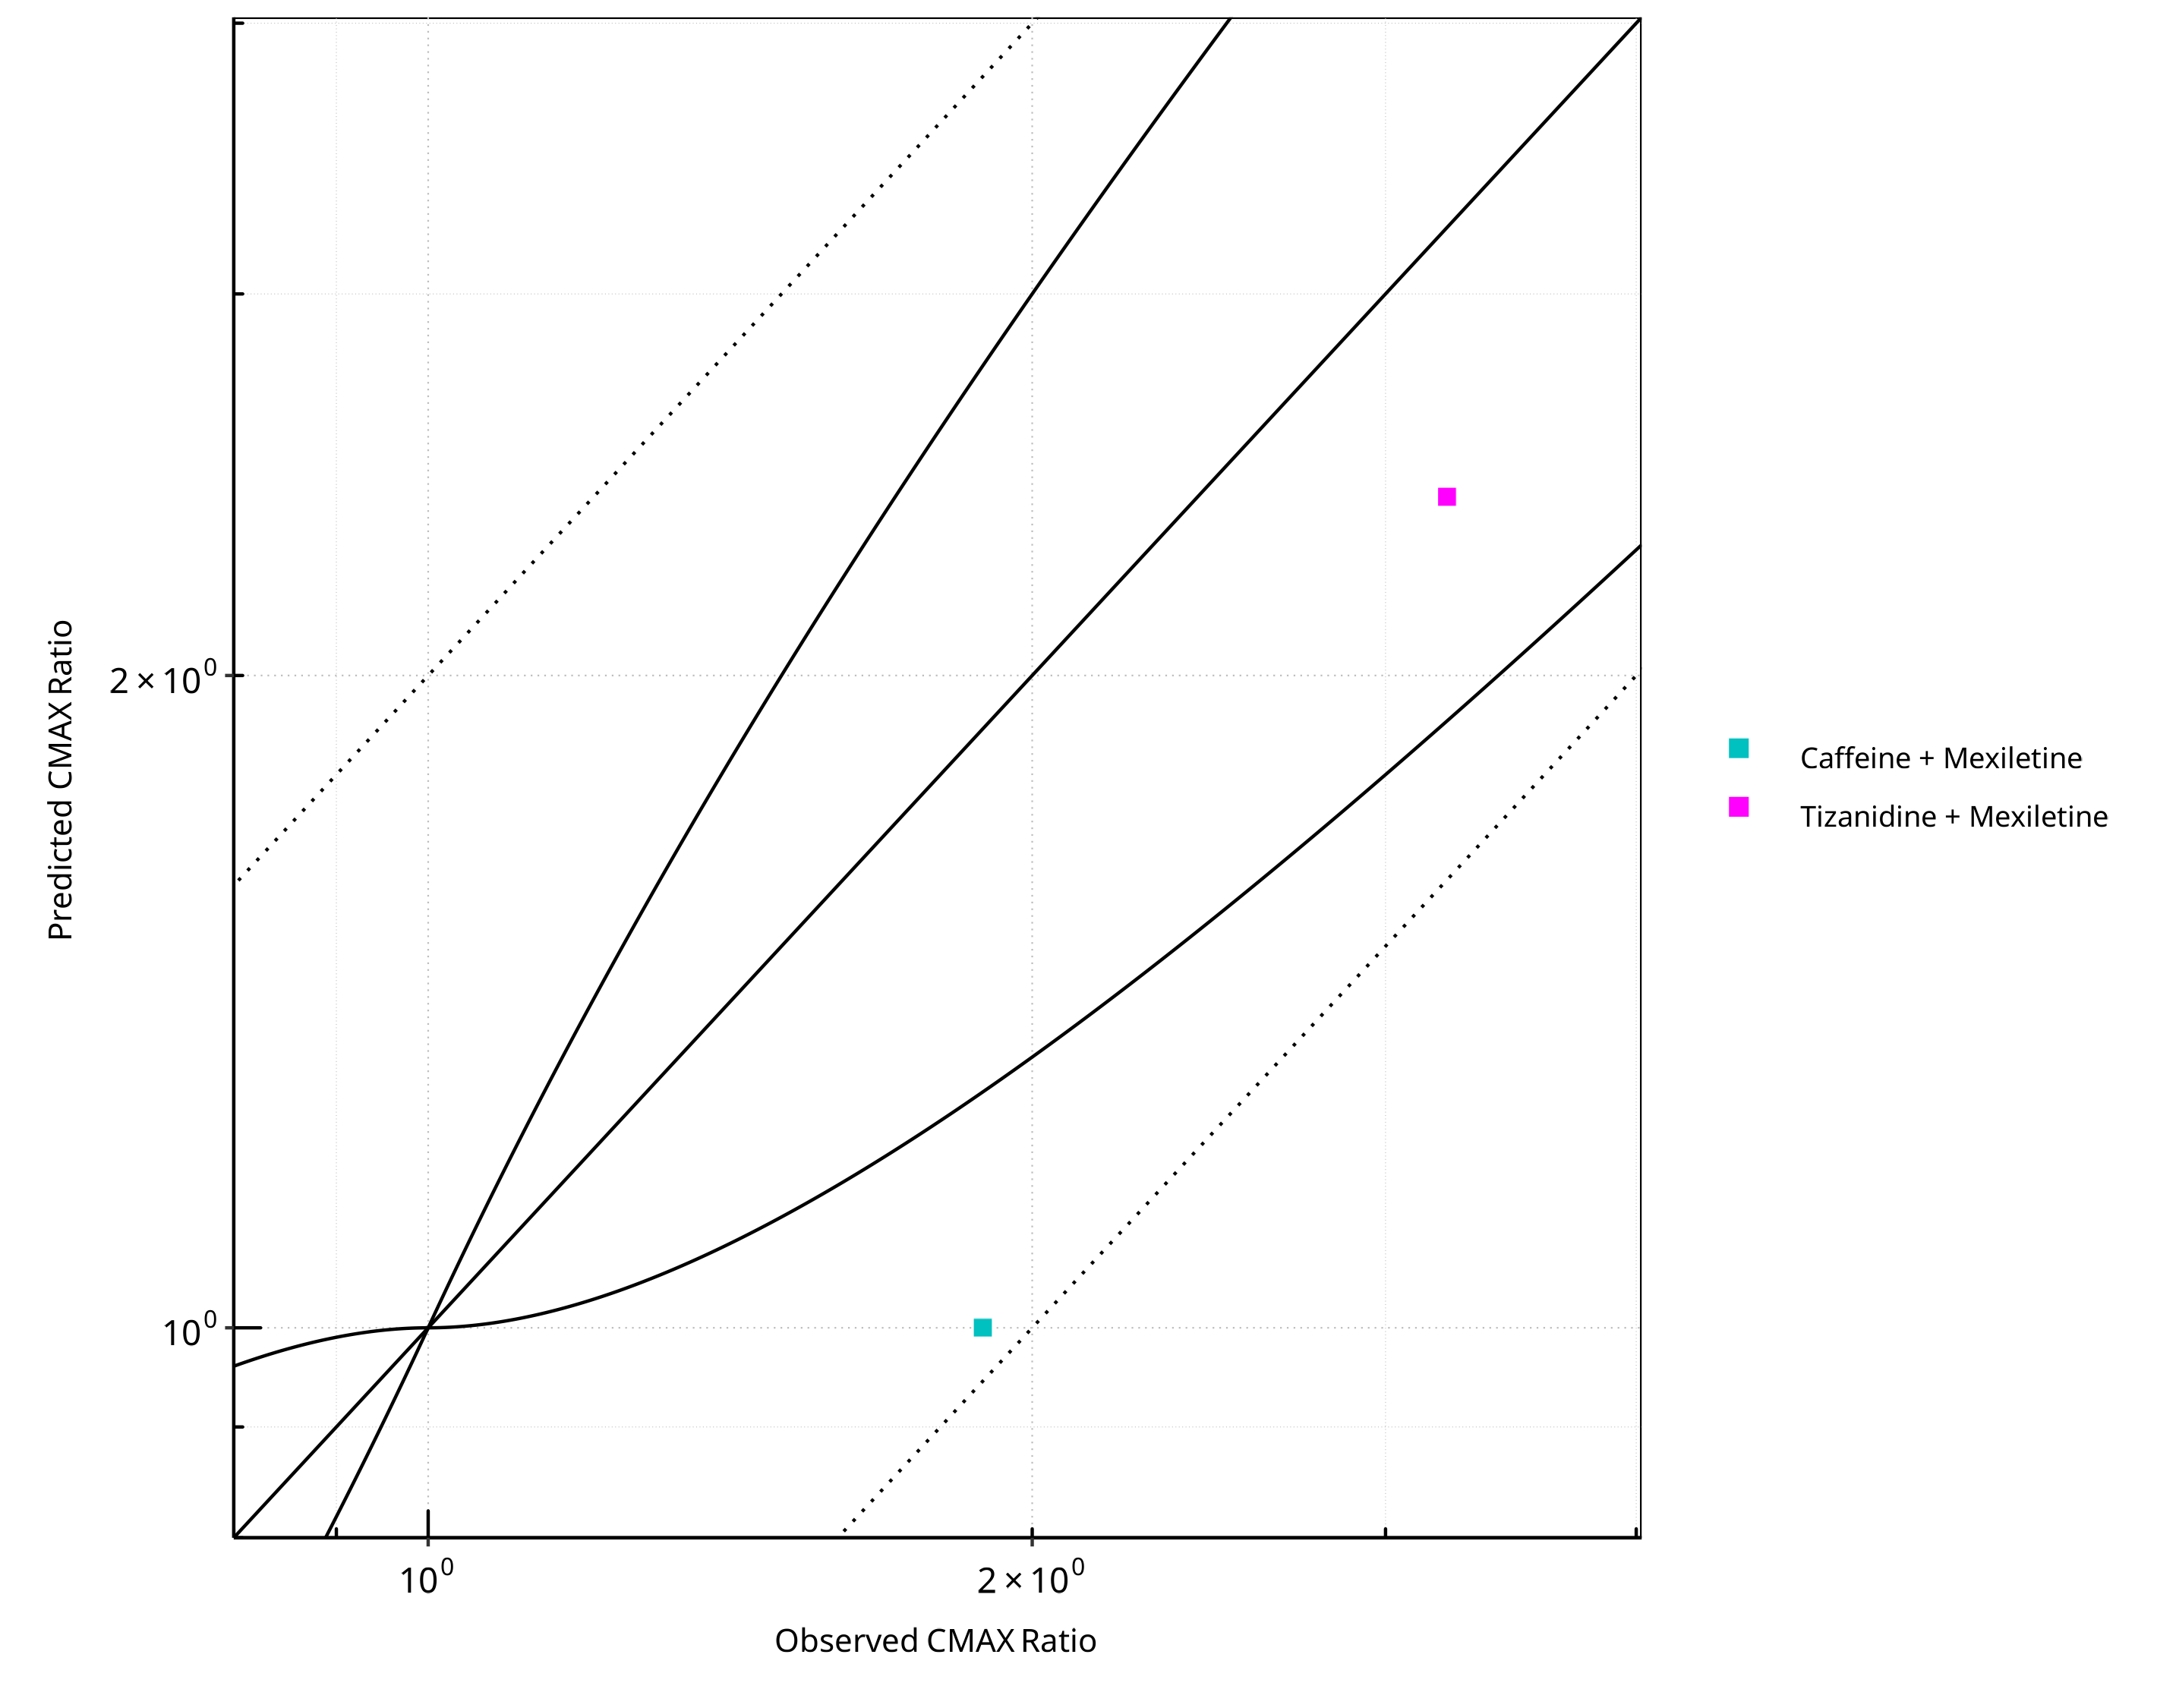 Predicted CMAX Ratio
2 × 10⁰
10⁰
10⁰
2 × 10⁰
Observed CMAX Ratio
Caffeine + Mexiletine
Tizanidine + Mexiletine